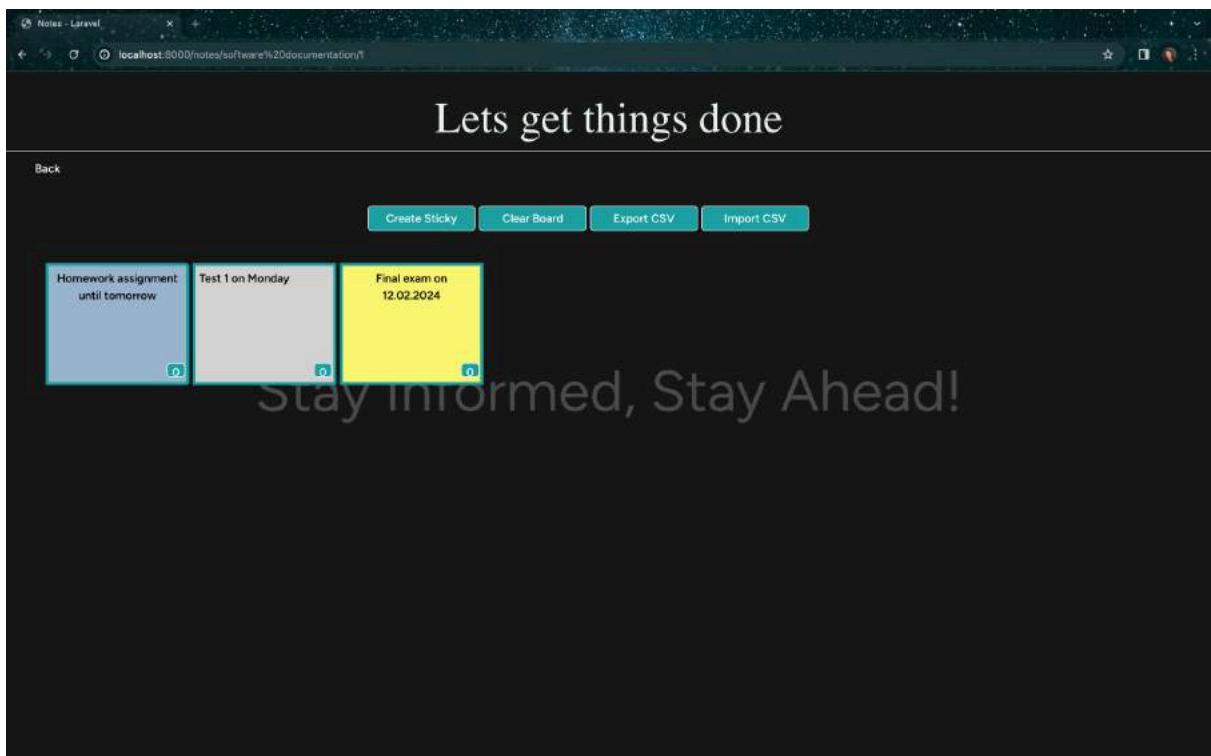 Notes - Laravel
localhost:8000/notes/software%20documentation/1
Lets get things done
Back
Create Sticky
Clear Board
Export CSV
Import CSV
Homework assignment
until tomorrow
0
Test 1 on Monday
0
Final exam on
12.02.2024
0
Stay Informed, Stay Ahead!